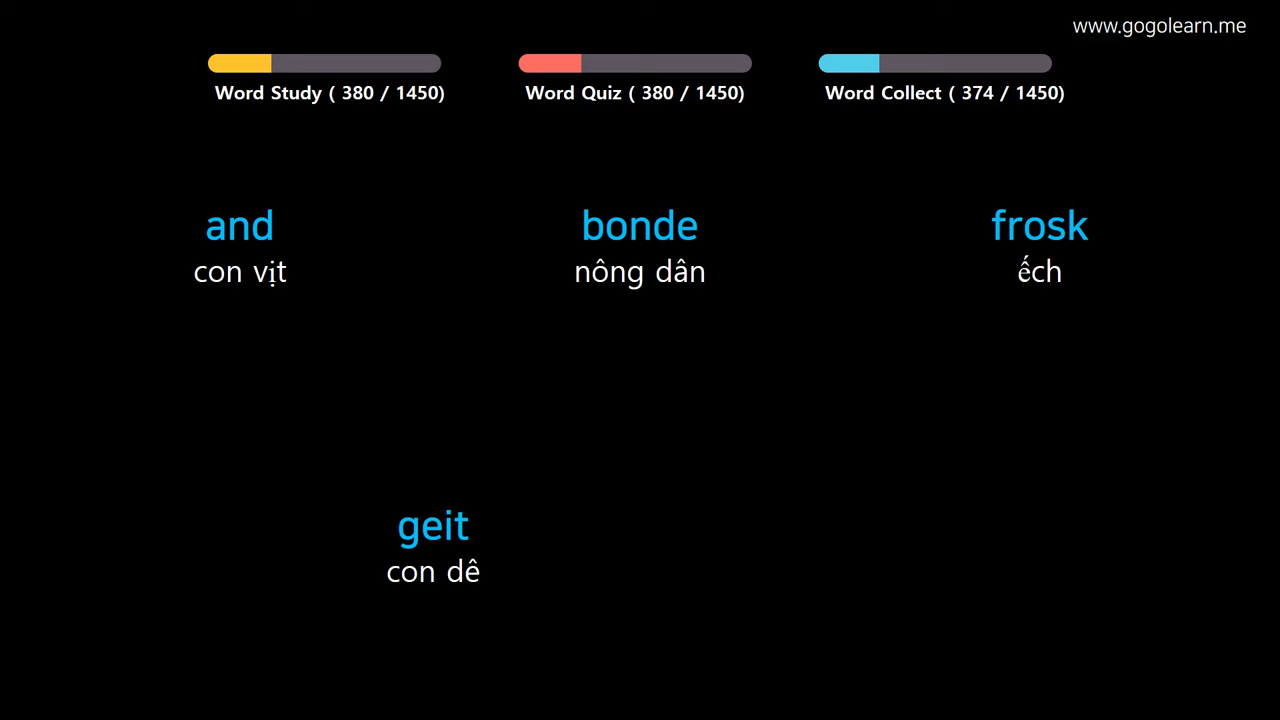 www.gogolearn.me
Word Study ( 380 / 1450)
Word Quiz ( 380 / 1450)
Word Collect ( 374 / 1450)
and
con vịt
bonde
nông dân
frosk
ếch
geit
con dê